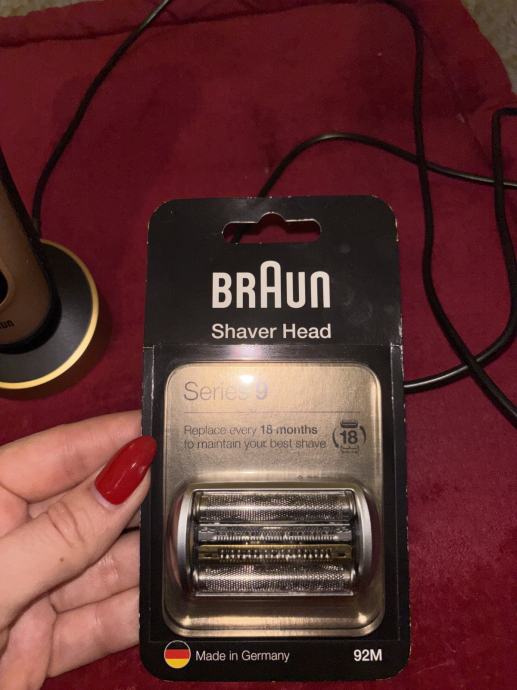 BRAUN
Shaver Head
Series 9
Replace every 18 months
to maintain your best shave
18
Made in Germany
92M